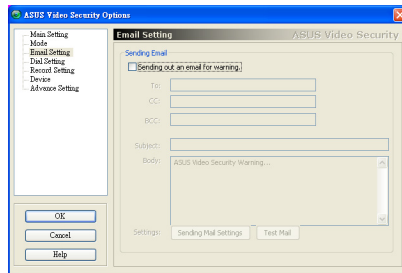 ASUS Video Security Options
Main Setting
Mode
Email Setting
Dial Setting
Record Setting
Device
Advance Setting
OK
Cancel
Help
Email Setting
ASUS Video Security
Sending Email
Sending out an email for warning.
To:
CC:
BCC:
Subject:
Body:
ASUS Video Security Warning...
Settings:
Sending Mail Settings
Test Mail